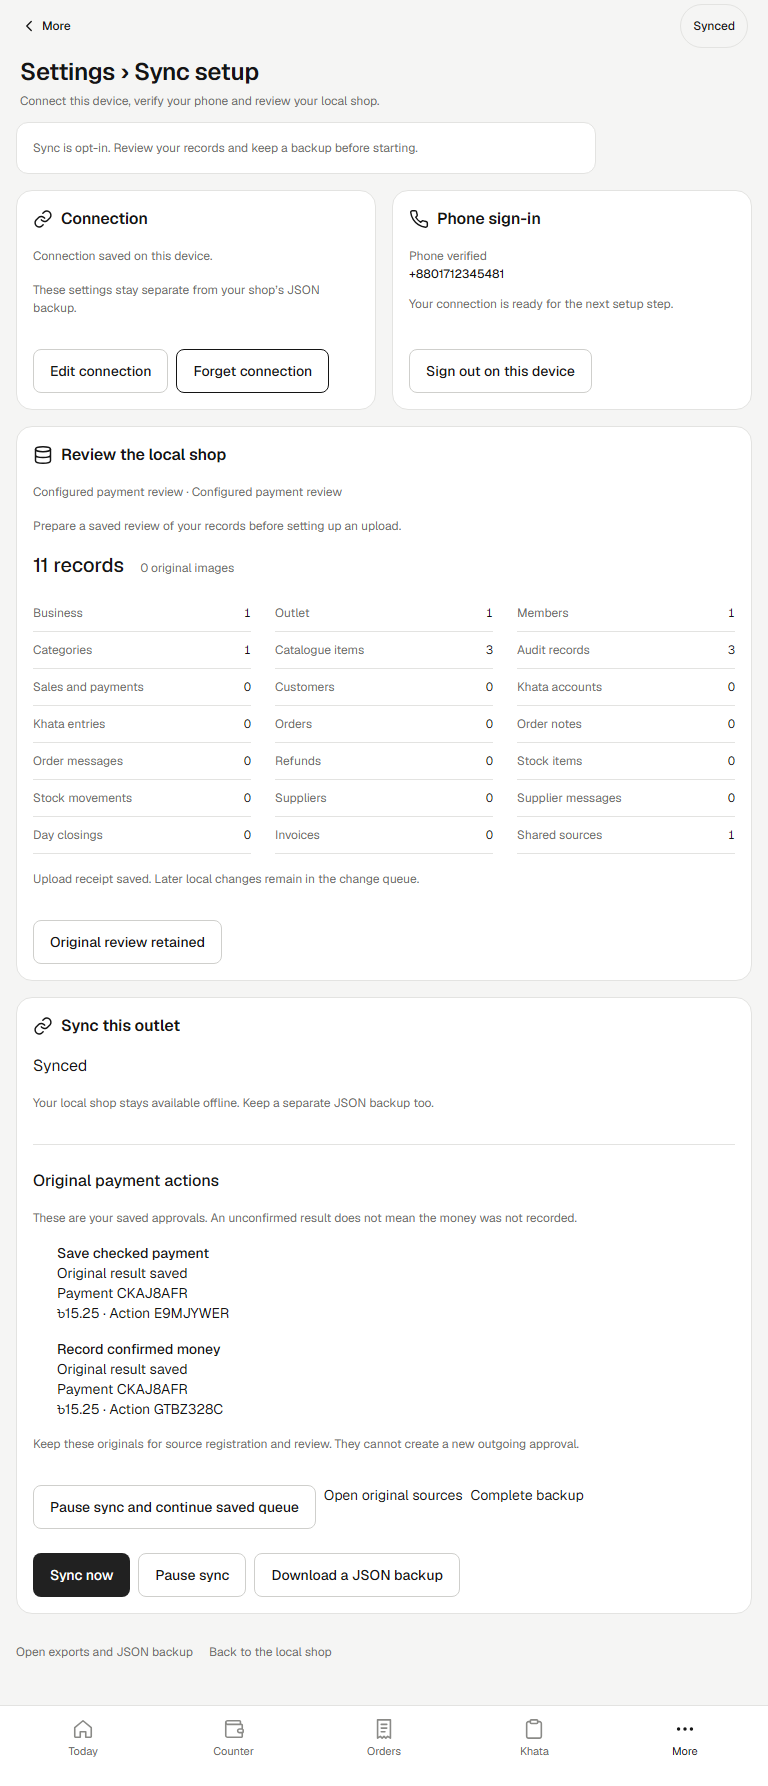 More
Synced
Settings › Sync setup
Connect this device, verify your phone and review your local shop.
Sync is opt-in. Review your records and keep a backup before starting.
Connection
Connection saved on this device.
These settings stay separate from your shop's JSON
backup.
Edit connection
Forget connection
Phone sign-in
Phone verified
+8801712345481
Your connection is ready for the next setup step.
Sign out on this device
Review the local shop
Configured payment review · Configured payment review
Prepare a saved review of your records before setting up an upload.
11 records 0 original images
Business 1 Outlet 1 Members 1
Categories 1 Catalogue items 3 Audit records 3
Sales and payments 0 Customers 0 Khata accounts 0
Khata entries 0 Orders 0 Order notes 0
Order messages 0 Refunds 0 Stock items 0
Stock movements 0 Suppliers 0 Supplier messages 0
Day closings 0 Invoices 0 Shared sources 1
Upload receipt saved. Later local changes remain in the change queue.
Original review retained
Sync this outlet
Synced
Your local shop stays available offline. Keep a separate JSON backup too.
Original payment actions
These are your saved approvals. An unconfirmed result does not mean the money was not recorded.
Save checked payment
Original result saved
Payment CKAJ8AFR
৳15.25 · Action E9MJYWER
Record confirmed money
Original result saved
Payment CKAJ8AFR
৳15.25 · Action GTBZ328C
Keep these originals for source registration and review. They cannot create a new outgoing approval.
Pause sync and continue saved queue Open original sources Complete backup
Sync now Pause sync Download a JSON backup
Open exports and JSON backup Back to the local shop
Today Counter Orders Khata More